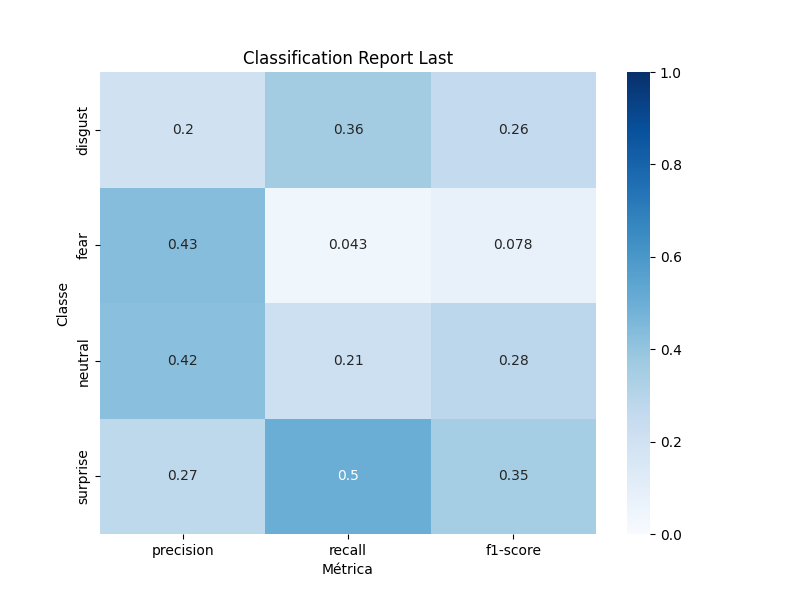 Classification Report Last
Classe
disgust 0.2 0.36 0.26
fear 0.43 0.043 0.078
neutral 0.42 0.21 0.28
surprise 0.27 0.5 0.35
precision recall f1-score
Métrica
1.0
0.8
0.6
0.4
0.2
0.0